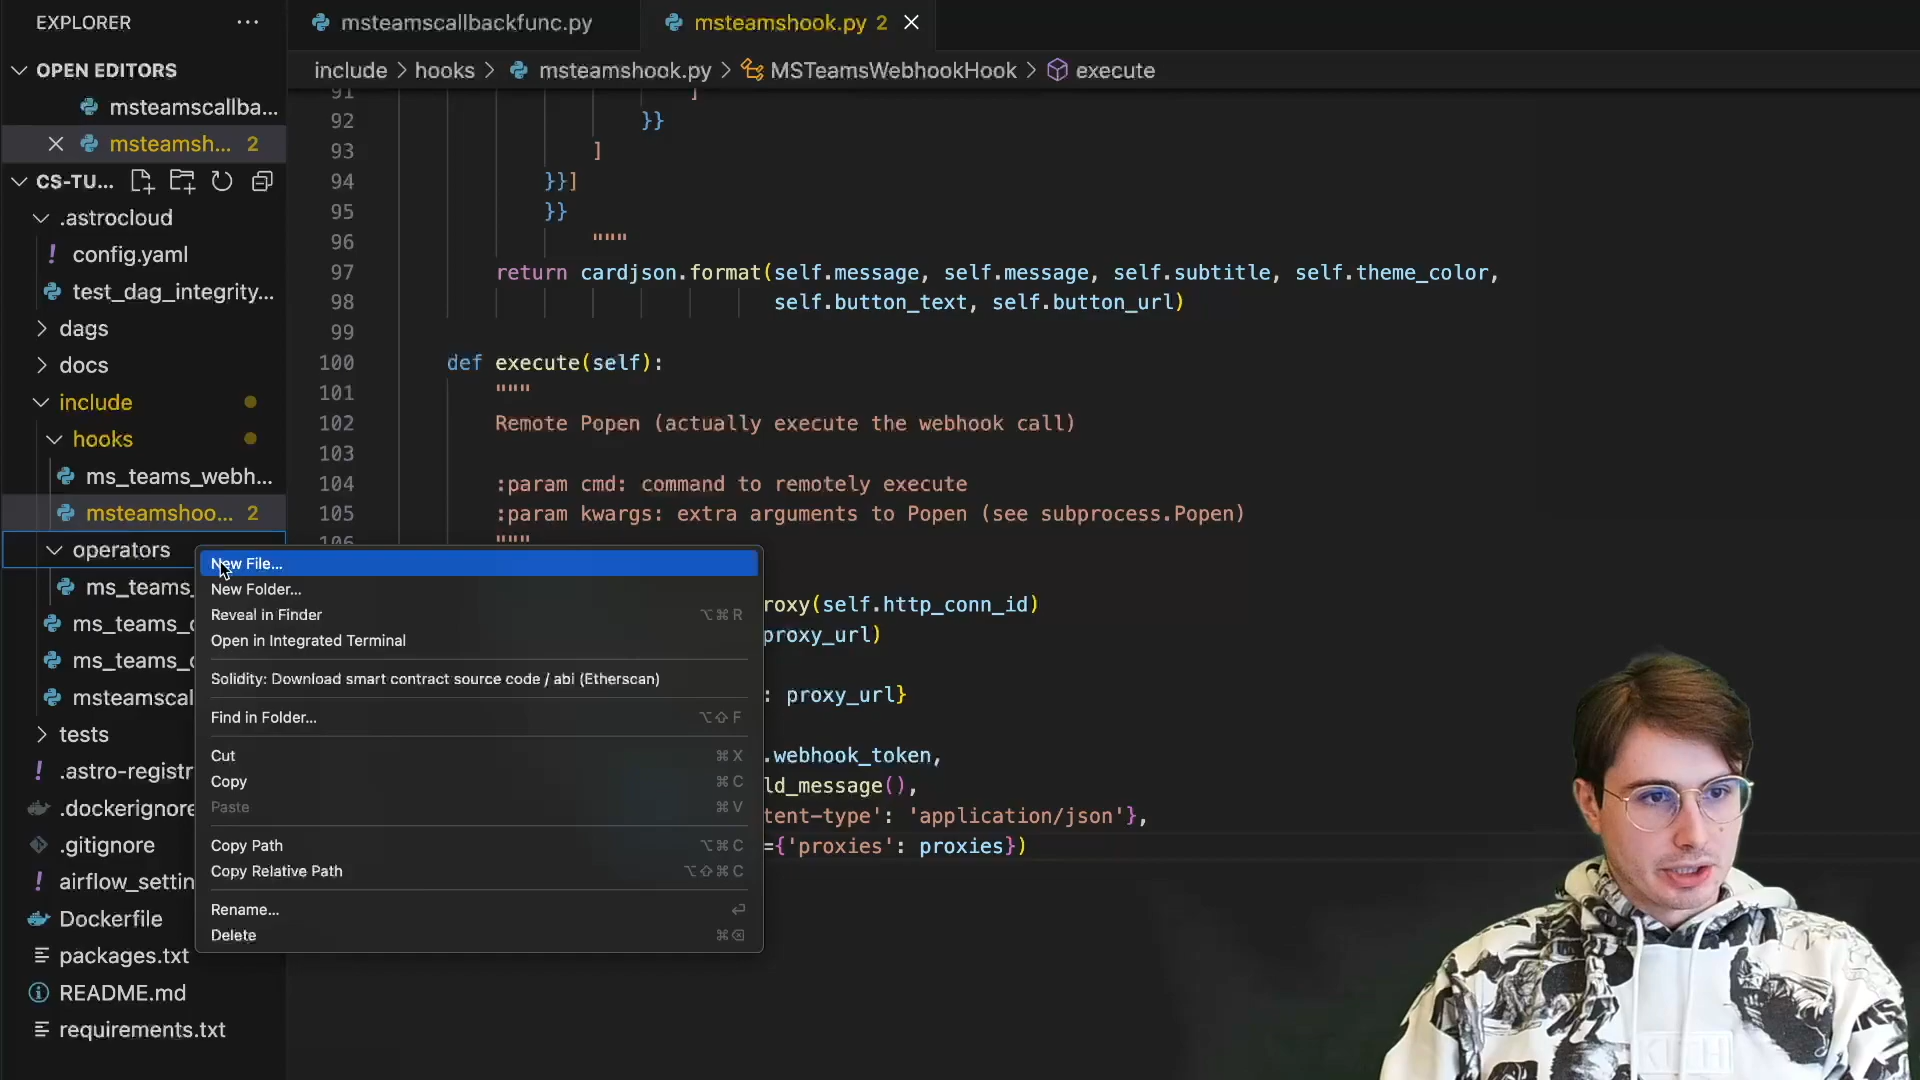 EXPLORER
OPEN EDITORS
msteamscallba...
msteamsh... 2
CS-TU...
.astrocloud
! config.yaml
test_dag_integrity...
dags
docs
include
hooks
ms_teams_webh...
msteamshoo... 2
operators
ms_teams_
ms_teams_c
ms_teams_c
msteamscal
tests
! .astro-registr
.dockerignore
.gitignore
! airflow_settin
Dockerfile
packages.txt
README.md
requirements.txt
msteamscallbackfunc.py
msteamshook.py 2
include > hooks > msteamshook.py > MSTeamsWebhookHook > execute
91 ]
92 }}
93 ]
94 }}]
95 }}
96 """
97 return cardjson.format(self.message, self.message, self.subtitle, self.theme_color,
98 self.button_text, self.button_url)
99
100 def execute(self):
101 """
102 Remote Popen (actually execute the webhook call)
103
104 :param cmd: command to remotely execute
105 :param kwargs: extra arguments to Popen (see subprocess.Popen)
106 """
roxy(self.http_conn_id)
proxy_url)
: proxy_url}
.webhook_token,
ld_message(),
tent-type': 'application/json'},
={'proxies': proxies})
New File...
New Folder...
Reveal in Finder ⌥⌘R
Open in Integrated Terminal
Solidity: Download smart contract source code / abi (Etherscan)
Find in Folder... ⌥⇧F
Cut ⌘X
Copy ⌘C
Paste ⌘V
Copy Path ⌥⌘C
Copy Relative Path ⌥⇧⌘C
Rename... ⏎
Delete ⌘⌫
KITH